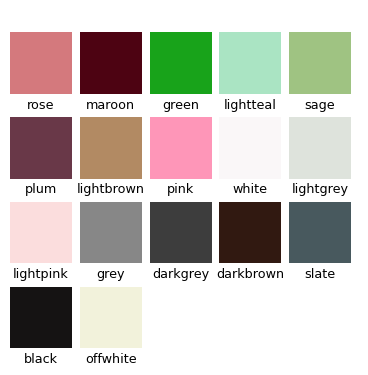 rose maroon green lightteal sage
plum lightbrown pink white lightgrey
lightpink grey darkgrey darkbrown slate
black offwhite